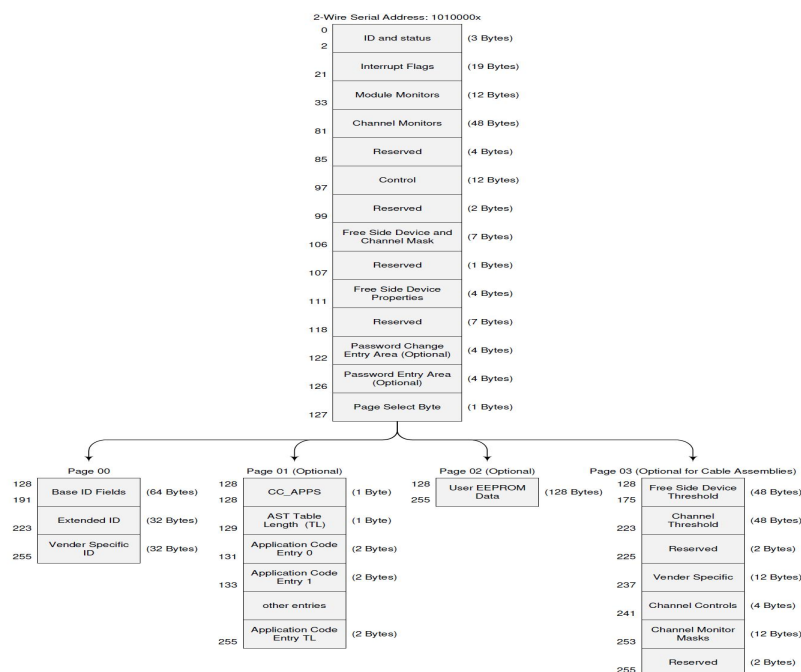 2-Wire Serial Address: 1010000x
0
2
ID and status
(3 Bytes)
21
Interrupt Flags
(19 Bytes)
33
Module Monitors
(12 Bytes)
81
Channel Monitors
(48 Bytes)
85
Reserved
(4 Bytes)
97
Control
(12 Bytes)
99
Reserved
(2 Bytes)
106
Free Side Device and
Channel Mask
(7 Bytes)
107
Reserved
(1 Bytes)
111
Free Side Device
Properties
(4 Bytes)
118
Reserved
(7 Bytes)
122
Password Change
Entry Area (Optional)
(4 Bytes)
126
Password Entry Area
(Optional)
(4 Bytes)
127
Page Select Byte
(1 Bytes)
Page 00
128
191
Base ID Fields
(64 Bytes)
223
Extended ID
(32 Bytes)
255
Vender Specific
ID
(32 Bytes)
Page 01 (Optional)
128
128
CC_APPS
(1 Byte)
129
AST Table
Length (TL)
(1 Byte)
131
Application Code
Entry 0
(2 Bytes)
133
Application Code
Entry 1
(2 Bytes)
other entries
255
Application Code
Entry TL
(2 Bytes)
Page 02 (Optional)
128
255
User EEPROM
Data
(128 Bytes)
Page 03 (Optional for Cable Assemblies)
128
175
Free Side Device
Threshold
(48 Bytes)
223
Channel
Threshold
(48 Bytes)
225
Reserved
(2 Bytes)
237
Vender Specific
(12 Bytes)
241
Channel Controls
(4 Bytes)
253
Channel Monitor
Masks
(12 Bytes)
255
Reserved
(2 Bytes)